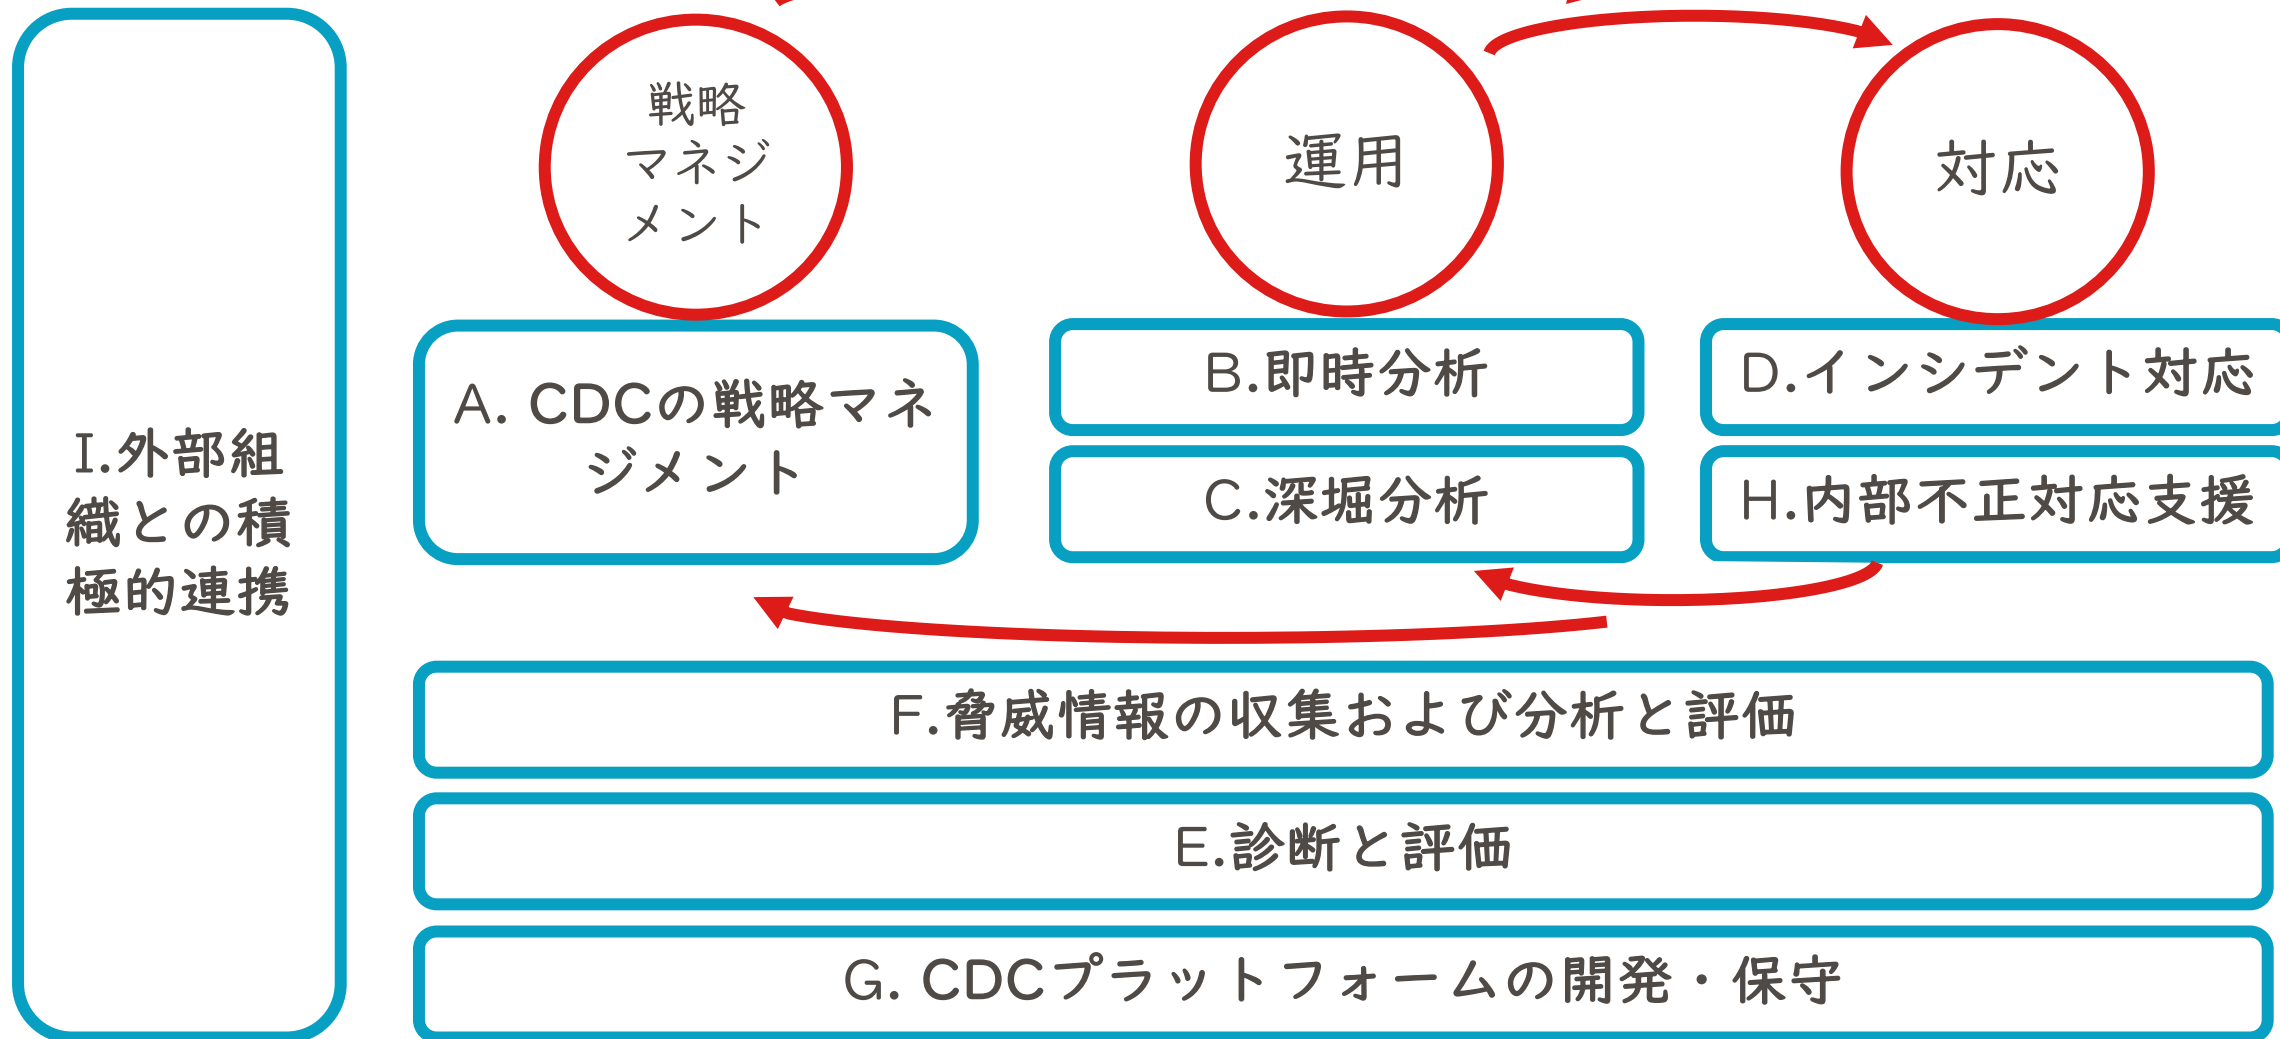 戦略
マネジ
メント
運用
対応
I.外部組
織との積
極的連携
A. CDCの戦略マネ
ジメント
B.即時分析
C.深堀分析
D.インシデント対応
H.内部不正対応支援
F.脅威情報の収集および分析と評価
E.診断と評価
G. CDCプラットフォームの開発・保守